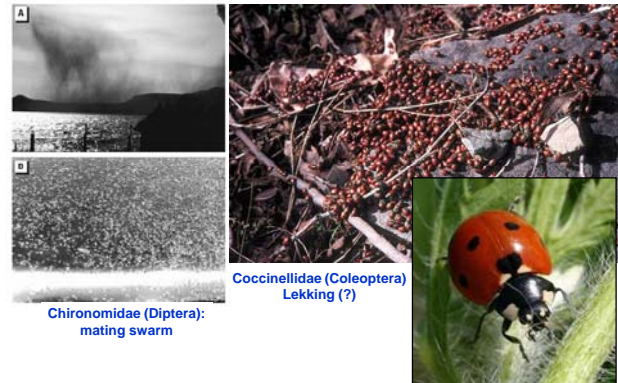 A
B
Coccinellidae (Coleoptera)
Lekking (?)
Chironomidae (Diptera):
mating swarm